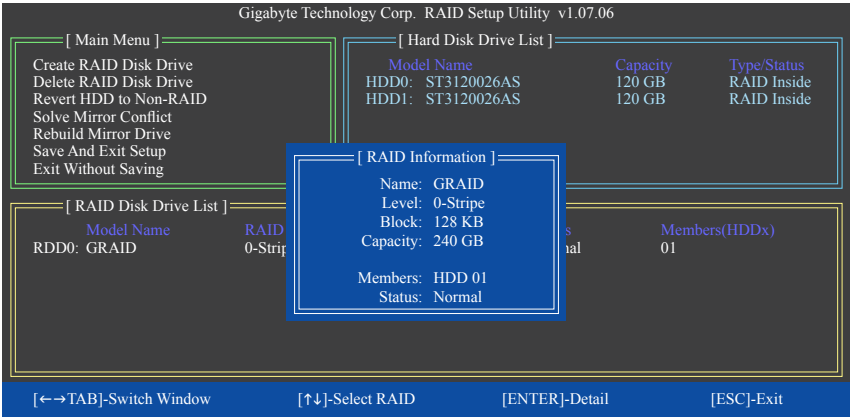 Gigabyte Technology Corp. RAID Setup Utility v1.07.06
[ Main Menu ]
Create RAID Disk Drive
Delete RAID Disk Drive
Revert HDD to Non-RAID
Solve Mirror Conflict
Rebuild Mirror Drive
Save And Exit Setup
Exit Without Saving
[ Hard Disk Drive List ]
Model Name Capacity Type/Status
HDD0: ST3120026AS 120 GB RAID Inside
HDD1: ST3120026AS 120 GB RAID Inside
[ RAID Information ]
Name: GRAID
Level: 0-Stripe
Block: 128 KB
Capacity: 240 GB
Members: HDD 01
Status: Normal
[ RAID Disk Drive List ]
Model Name RAID Members(HDDx)
RDD0: GRAID 0-Strip 01
[←→TAB]-Switch Window [↑↓]-Select RAID [ENTER]-Detail [ESC]-Exit